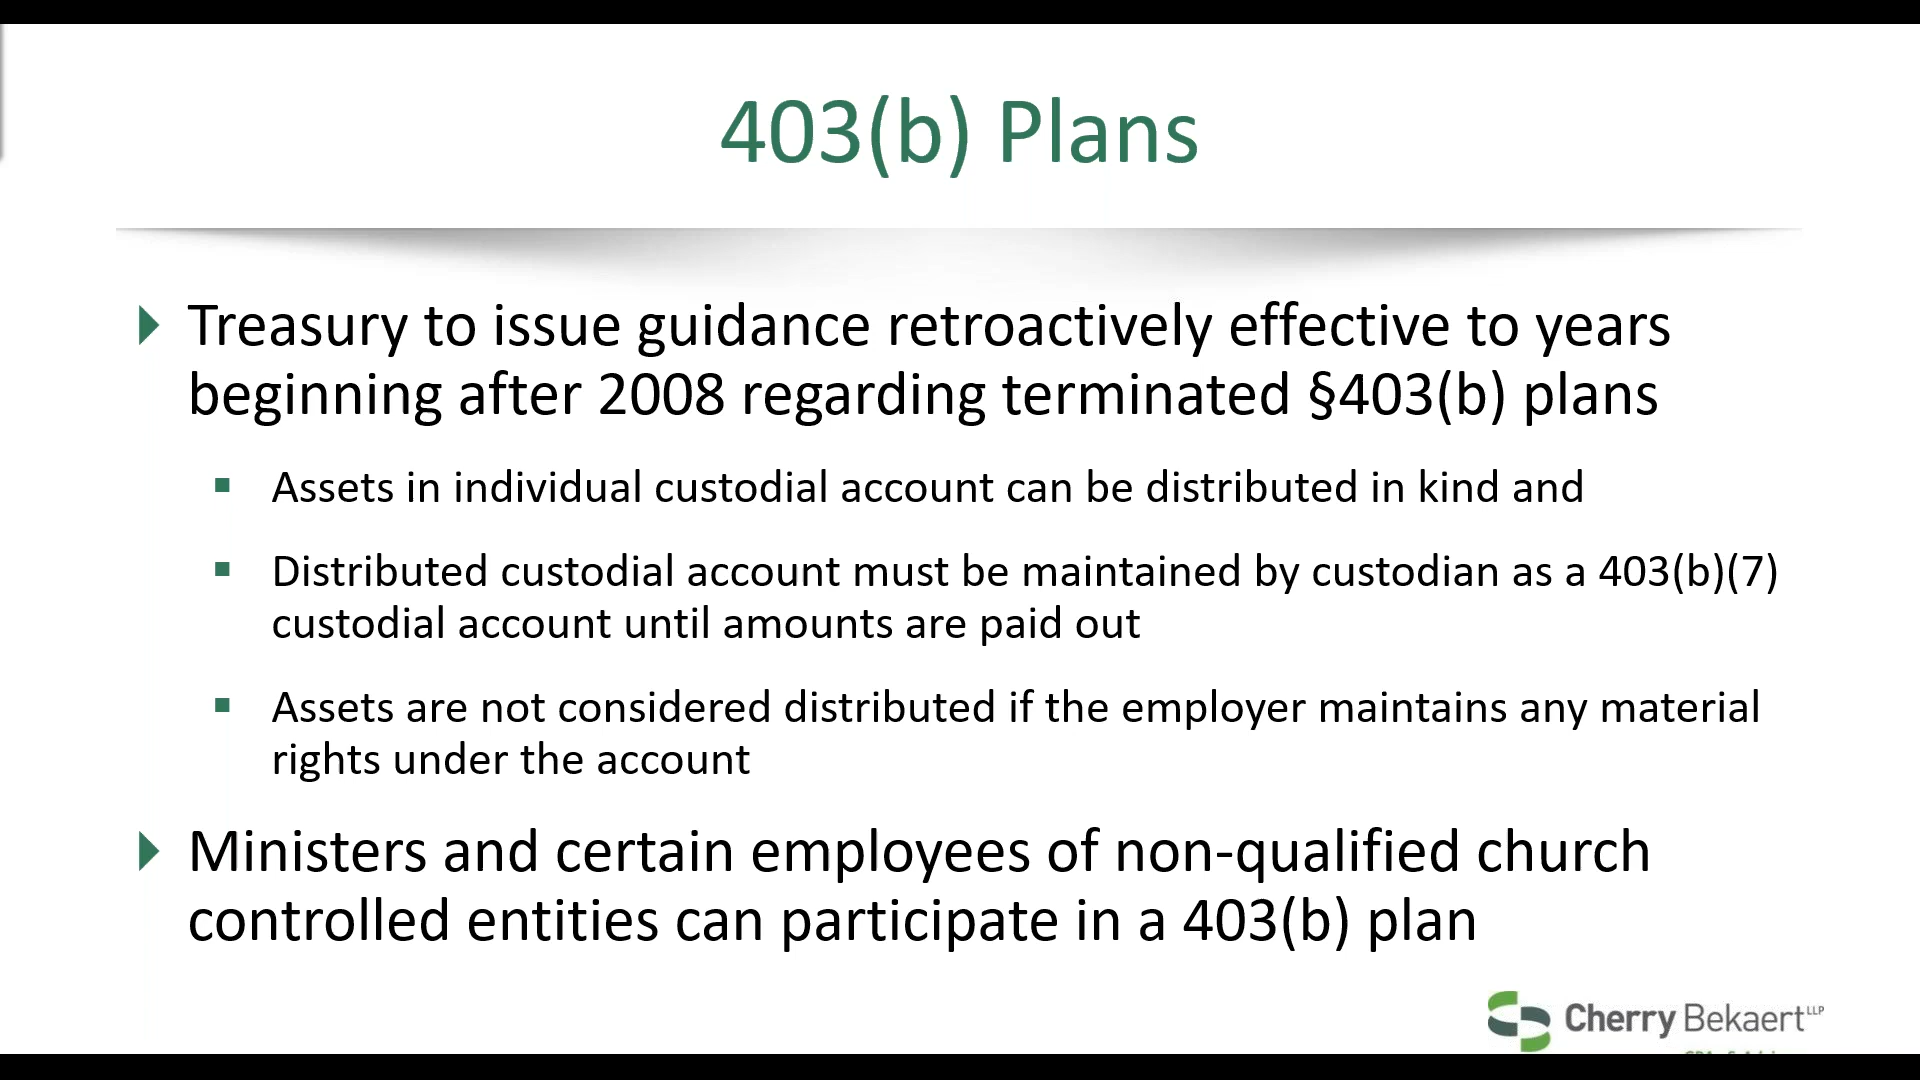 403(b) Plans
Treasury to issue guidance retroactively effective to years
beginning after 2008 regarding terminated §403(b) plans
Assets in individual custodial account can be distributed in kind and
Distributed custodial account must be maintained by custodian as a 403(b)(7)
custodial account until amounts are paid out
Assets are not considered distributed if the employer maintains any material
rights under the account
Ministers and certain employees of non-qualified church
controlled entities can participate in a 403(b) plan
Cherry Bekaert LLP